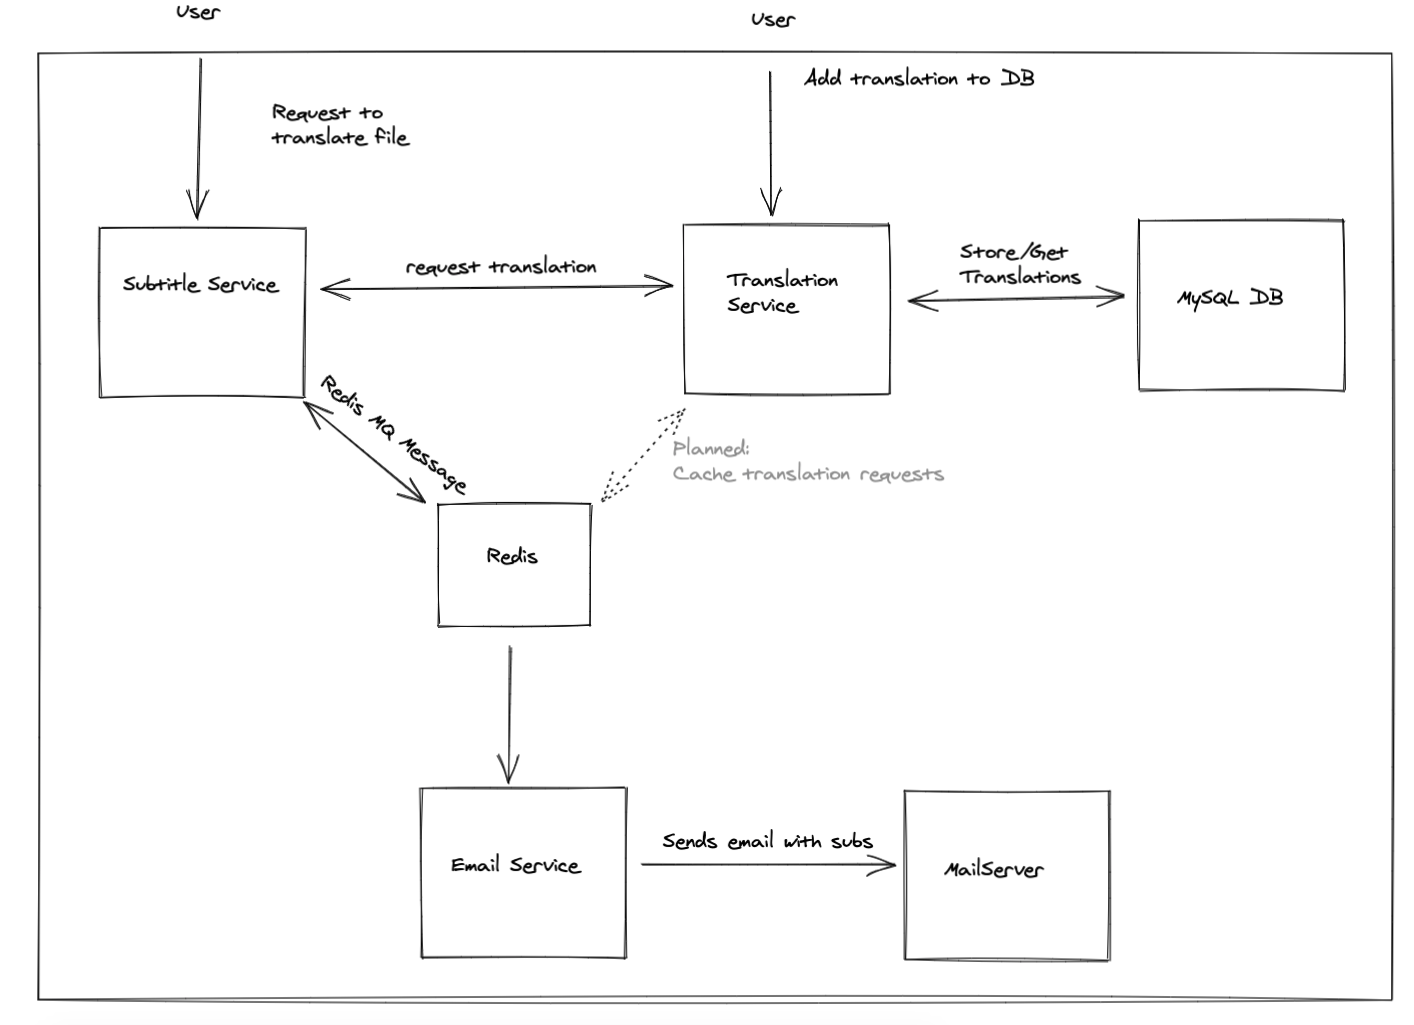 User
User
Add translation to DB
Request to
translate file
Subtitle Service
request translation
Translation
Service
Store/Get
Translations
MySQL DB
Redis MQ Message
Planned:
Cache translation requests
Redis
Email Service
Sends email with subs
MailServer